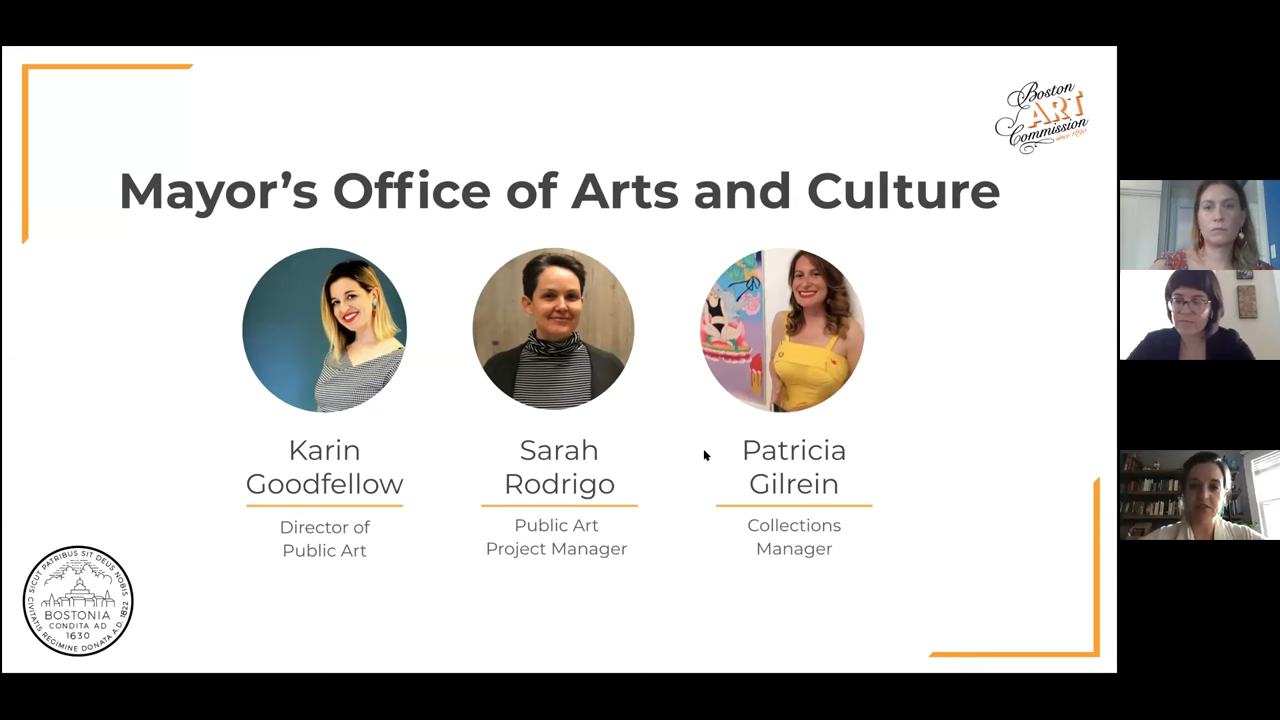 Boston
ART
Commission
since 1890
Mayor's Office of Arts and Culture
Karin
Goodfellow
Director of
Public Art
Sarah
Rodrigo
Public Art
Project Manager
Patricia
Gilrein
Collections
Manager
SICUT PATRIBUS SIT DEUS NOBIS
BOSTONIA
CONDITA AD
1630
CIVITATIS REGIMINE DONATA A.D. 1822